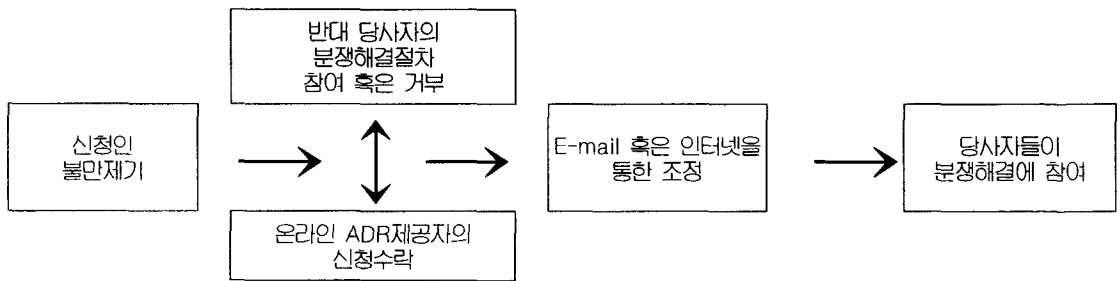 신청인
불만제기
반대 당사자의
분쟁해결절차
참여 혹은 거부
온라인 ADR제공자의
신청수락
E-mail 혹은 인터넷을
통한 조정
당사자들이
분쟁해결에 참여